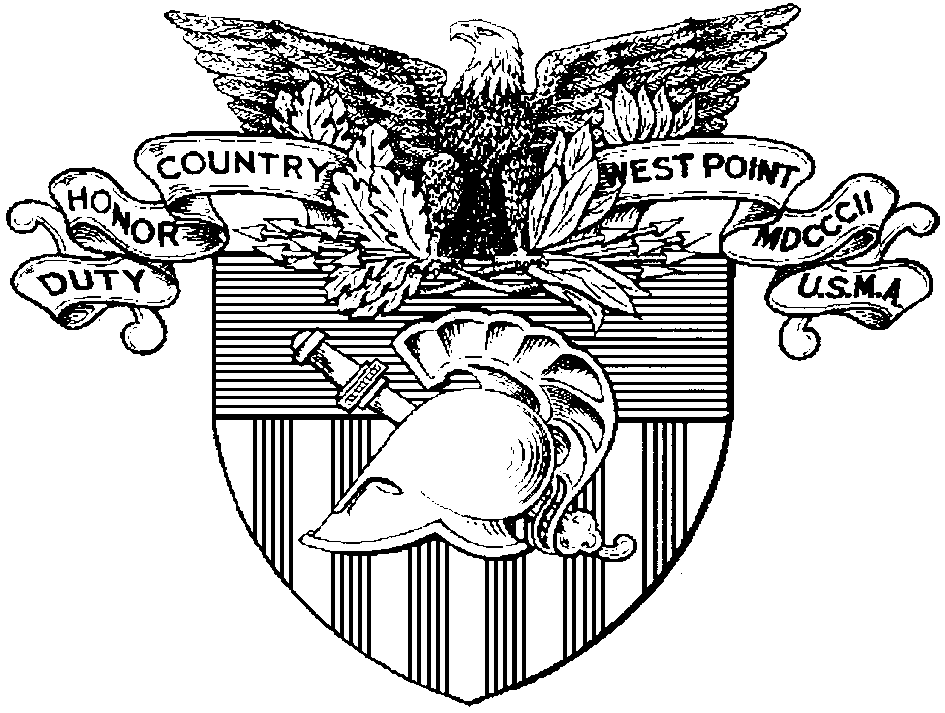 DUTY
HONOR
COUNTRY
WEST POINT
MDCCCII
U.S.M.A.